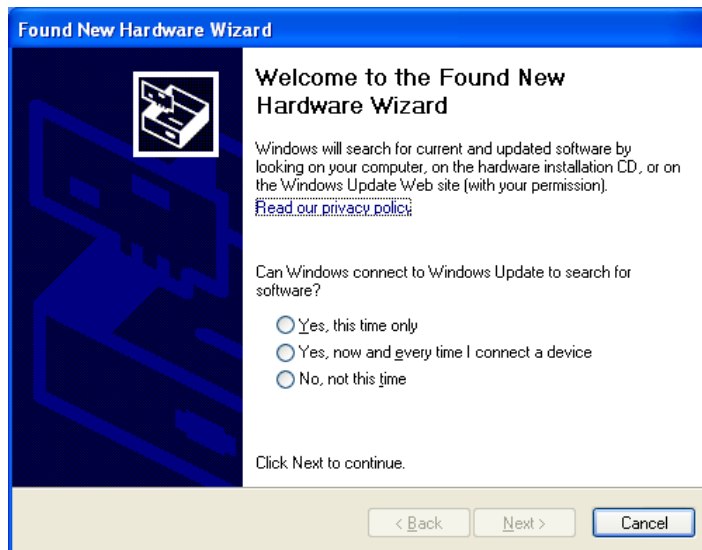 Found New Hardware Wizard
Welcome to the Found New
Hardware Wizard
Windows will search for current and updated software by
looking on your computer, on the hardware installation CD, or on
the Windows Update Web site (with your permission).
Read our privacy policy
Can Windows connect to Windows Update to search for
software?
Yes, this time only
Yes, now and every time I connect a device
No, not this time
Click Next to continue.
< Back Next > Cancel